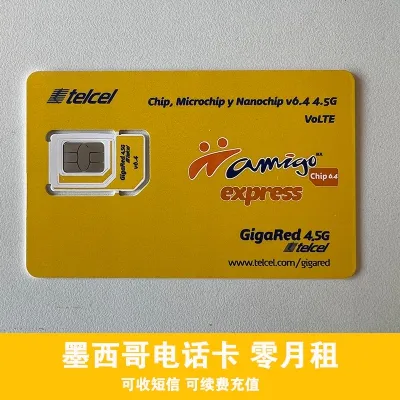 telcel
Chip, Microchip y Nanochip v6.4 4.5G
VoLTE
GigaRed 4.5G
telcel
v6.4
amigo
express
Chip 6.4
GigaRed 4.5G
telcel
www.telcel.com/gigared
墨西哥电话卡 零月租
可收短信 可续费充值